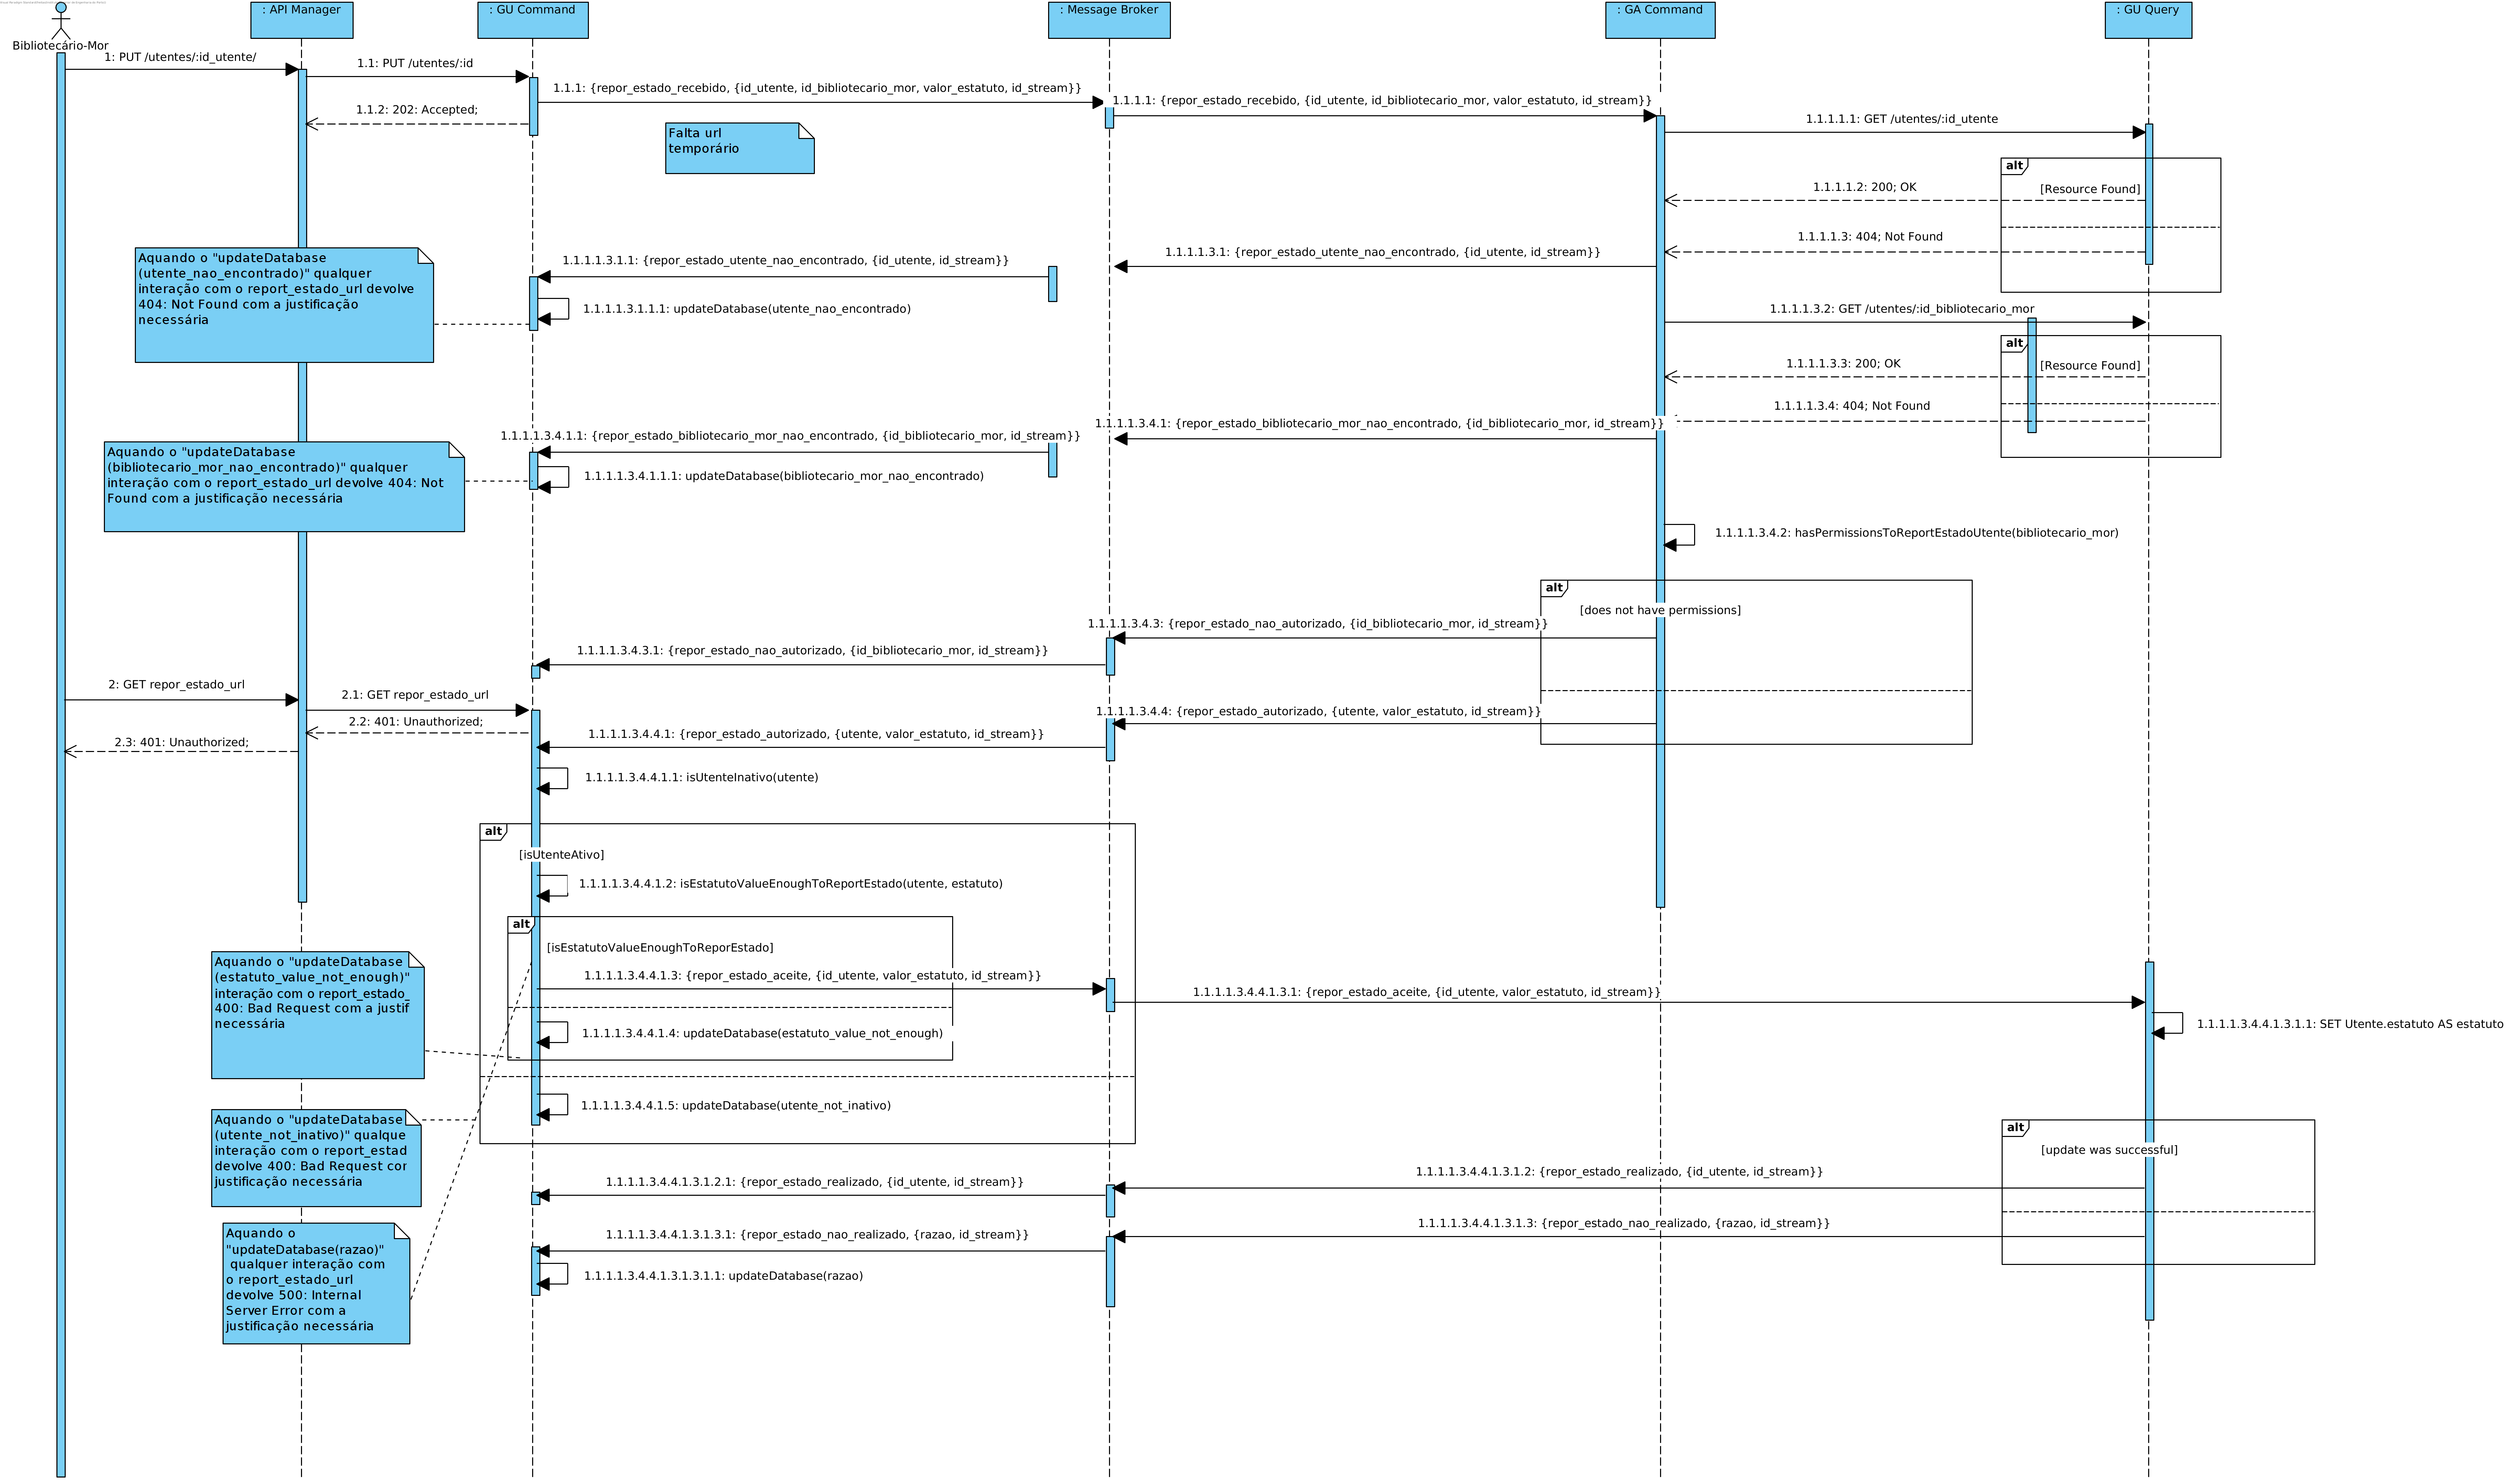 : API Manager
: GU Command
: Message Broker
: GA Command
: GU Query
Bibliotecário-Mor
1: PUT /utentes/:id_utente/
1.1: PUT /utentes/:id
1.1.1: {repor_estado_recebido, {id_utente, id_bibliotecario_mor, valor_estatuto, id_stream}}
1.1.1.1: {repor_estado_recebido, {id_utente, id_bibliotecario_mor, valor_estatuto, id_stream}}
1.1.2: 202: Accepted;
1.1.1.1.1: GET /utentes/:id_utente
Falta url
temporário
alt
[Resource Found]
1.1.1.1.2: 200; OK
1.1.1.1.3: 404; Not Found
1.1.1.1.3.1: {repor_estado_utente_nao_encontrado, {id_utente, id_stream}}
1.1.1.1.3.1.1: {repor_estado_utente_nao_encontrado, {id_utente, id_stream}}
Aquando o "updateDatabase
(utente_nao_encontrado)" qualquer
interação com o report_estado_url devolve
404: Not Found com a justificação
necessária
1.1.1.1.3.1.1.1: updateDatabase(utente_nao_encontrado)
1.1.1.1.3.2: GET /utentes/:id_bibliotecario_mor
alt
[Resource Found]
1.1.1.1.3.3: 200; OK
1.1.1.1.3.4: 404; Not Found
1.1.1.1.3.4.1: {repor_estado_bibliotecario_mor_nao_encontrado, {id_bibliotecario_mor, id_stream}}
1.1.1.1.3.4.1.1: {repor_estado_bibliotecario_mor_nao_encontrado, {id_bibliotecario_mor, id_stream}}
Aquando o "updateDatabase
(bibliotecario_mor_nao_encontrado)" qualquer
interação com o report_estado_url devolve 404: Not
Found com a justificação necessária
1.1.1.1.3.4.1.1.1: updateDatabase(bibliotecario_mor_nao_encontrado)
1.1.1.1.3.4.2: hasPermissionsToReportEstadoUtente(bibliotecario_mor)
alt
[does not have permissions]
1.1.1.1.3.4.3: {repor_estado_nao_autorizado, {id_bibliotecario_mor, id_stream}}
1.1.1.1.3.4.3.1: {repor_estado_nao_autorizado, {id_bibliotecario_mor, id_stream}}
2: GET repor_estado_url
2.1: GET repor_estado_url
2.2: 401: Unauthorized;
2.3: 401: Unauthorized;
1.1.1.1.3.4.4: {repor_estado_autorizado, {utente, valor_estatuto, id_stream}}
1.1.1.1.3.4.4.1: {repor_estado_autorizado, {utente, valor_estatuto, id_stream}}
1.1.1.1.3.4.4.1.1: isUtenteInativo(utente)
alt
[isUtenteAtivo]
1.1.1.1.3.4.4.1.2: isEstatutoValueEnoughToReportEstado(utente, estatuto)
alt
[isEstatutoValueEnoughToReporEstado]
1.1.1.1.3.4.4.1.3: {repor_estado_aceite, {id_utente, valor_estatuto, id_stream}}
1.1.1.1.3.4.4.1.3.1: {repor_estado_aceite, {id_utente, valor_estatuto, id_stream}}
Aquando o "updateDatabase
(estatuto_value_not_enough)"
interação com o report_estado_
400: Bad Request com a justif
necessária
1.1.1.1.3.4.4.1.4: updateDatabase(estatuto_value_not_enough)
1.1.1.1.3.4.4.1.3.1.1: SET Utente.estatuto AS estatuto
1.1.1.1.3.4.4.1.5: updateDatabase(utente_not_inativo)
Aquando o "updateDatabase
(utente_not_inativo)" qualque
interação com o report_estad
devolve 400: Bad Request cor
justificação necessária
alt
[update was successful]
1.1.1.1.3.4.4.1.3.1.2: {repor_estado_realizado, {id_utente, id_stream}}
1.1.1.1.3.4.4.1.3.1.2.1: {repor_estado_realizado, {id_utente, id_stream}}
1.1.1.1.3.4.4.1.3.1.3: {repor_estado_nao_realizado, {razao, id_stream}}
1.1.1.1.3.4.4.1.3.1.3.1: {repor_estado_nao_realizado, {razao, id_stream}}
Aquando o
"updateDatabase(razao)"
qualquer interação com
o report_estado_url
devolve 500: Internal
Server Error com a
justificação necessária
1.1.1.1.3.4.4.1.3.1.3.1.1: updateDatabase(razao)